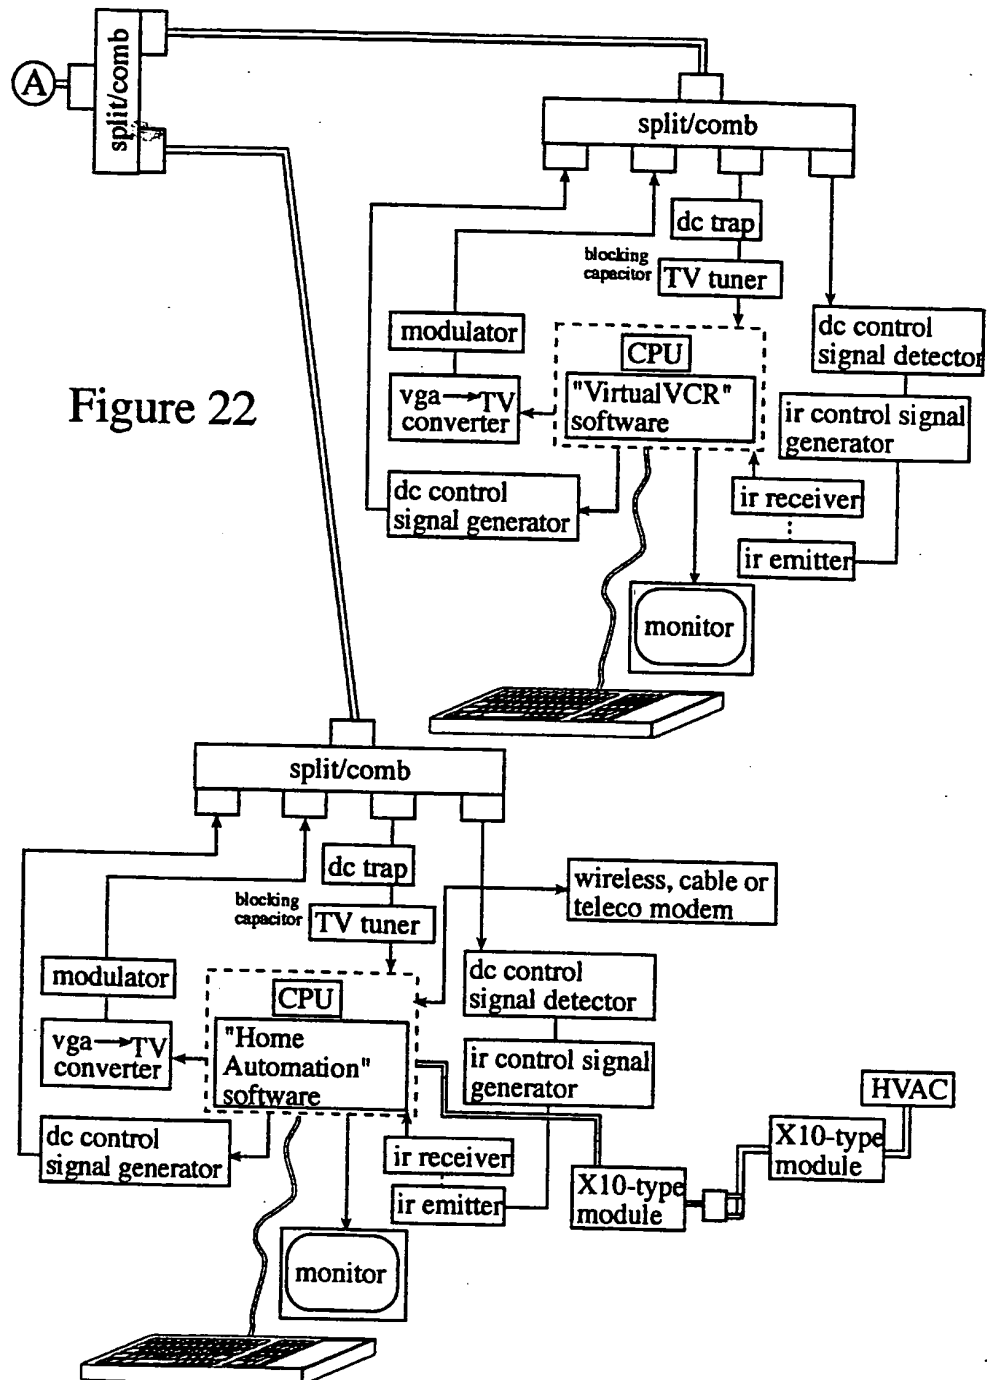 A
split/comb
split/comb
dc trap
blocking
capacitor
TV tuner
modulator
CPU
dc control
signal detector
Figure 22
vga→TV
converter
"VirtualVCR"
software
ir control signal
generator
dc control
signal generator
ir receiver
ir emitter
monitor
split/comb
dc trap
wireless, cable or
teleco modem
blocking
capacitor
TV tuner
modulator
CPU
dc control
signal detector
vga→TV
converter
"Home
Automation"
software
ir control signal
generator
HVAC
dc control
signal generator
ir receiver
X10-type
module
ir emitter
X10-type
module
monitor